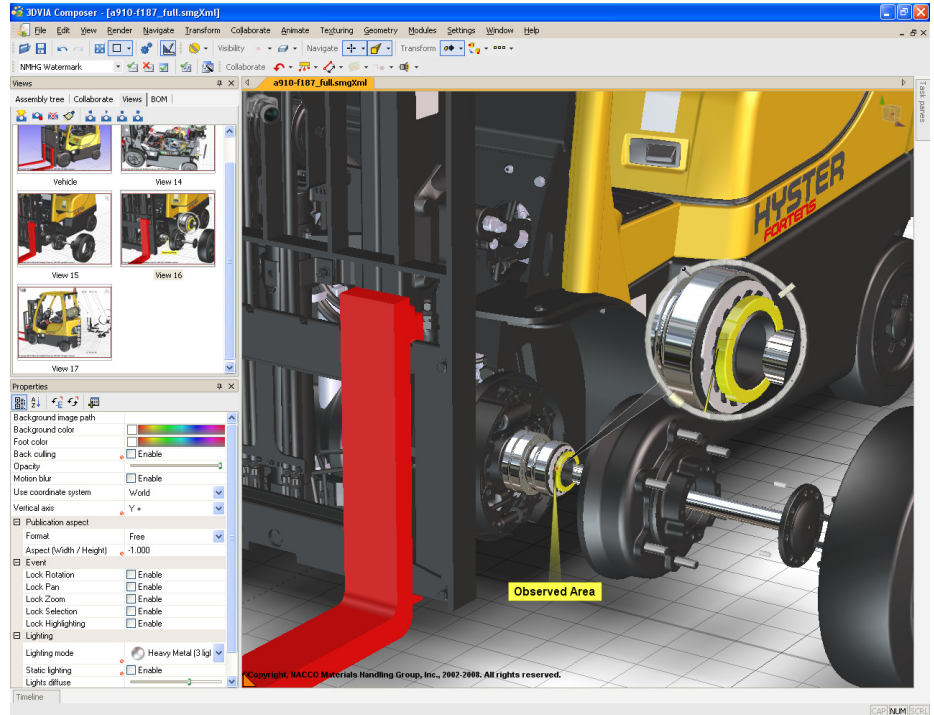 3DVIA Composer - [a910-f187_full.smgXml]
File Edit View Render Navigate Transform Collaborate Animate Texturing Geometry Modules Settings Window Help
Visibility Navigate Transform
NMHG Watermark Collaborate
Views
a910-f187_full.smgXml
Task panes
Assembly tree Collaborate Views BOM
Vehicle View 14
View 15 View 16
View 17
HYSTER
FORTENS
Observed Area
Properties
Background image path
Background color
Foot color
Back culling Enable
Opacity
Motion blur Enable
Use coordinate system World
Vertical axis Y +
Publication aspect
Format Free
Aspect (Width / Height) -1.000
Event
Lock Rotation Enable
Lock Pan Enable
Lock Zoom Enable
Lock Selection Enable
Lock Highlighting Enable
Lighting
Lighting mode Heavy Metal (3 ligl
Static lighting Enable
Lights diffuse
Copyright, NACCO Materials Handling Group, Inc., 2002-2008. All rights reserved.
Timeline
CAP NUM SCRL